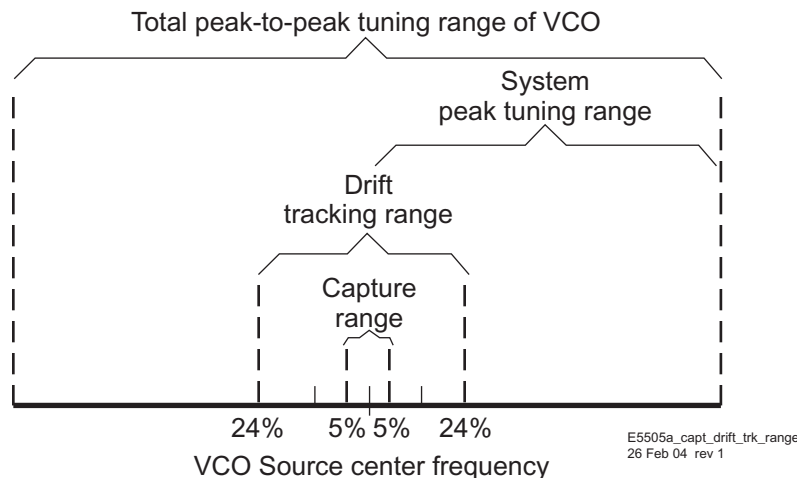 Total peak-to-peak tuning range of VCO
System
peak tuning range
Drift
tracking range
Capture
range
24% 5% 5% 24%
VCO Source center frequency
E5505a_capt_drift_trk_range
26 Feb 04 rev 1